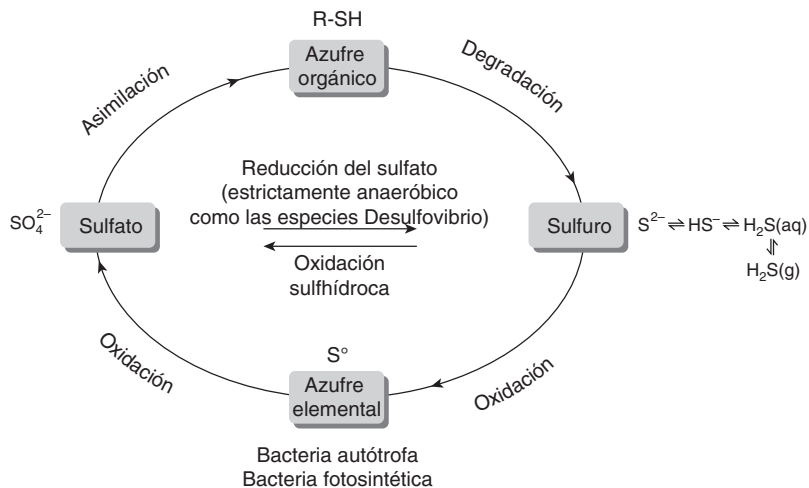 R-SH
Azufre
orgánico
Asimilación
Degradación
Reducción del sulfato
(estrictamente anaeróbico
como las especies Desulfovibrio)
SO₄²⁻
Sulfato
Sulfuro
S²⁻ ⇌ HS⁻ ⇌ H₂S(aq)
⇌
H₂S(g)
Oxidación
sulfhídroca
Oxidación
S°
Azufre
elemental
Oxidación
Bacteria autótrofa
Bacteria fotosintética